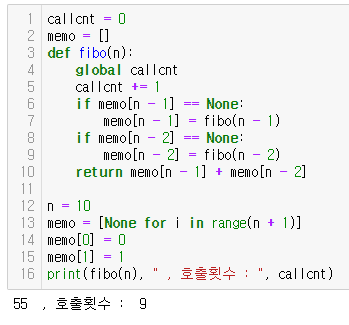 1 callcnt = 0
2 memo = []
3 def fibo(n):
4     global callcnt
5     callcnt += 1
6     if memo[n - 1] == None:
7         memo[n - 1] = fibo(n - 1)
8     if memo[n - 2] == None:
9         memo[n - 2] = fibo(n - 2)
10     return memo[n - 1] + memo[n - 2]
11
12 n = 10
13 memo = [None for i in range(n + 1)]
14 memo[0] = 0
15 memo[1] = 1
16 print(fibo(n), " , 호출횟수 : ", callcnt)
55  , 호출횟수 :  9